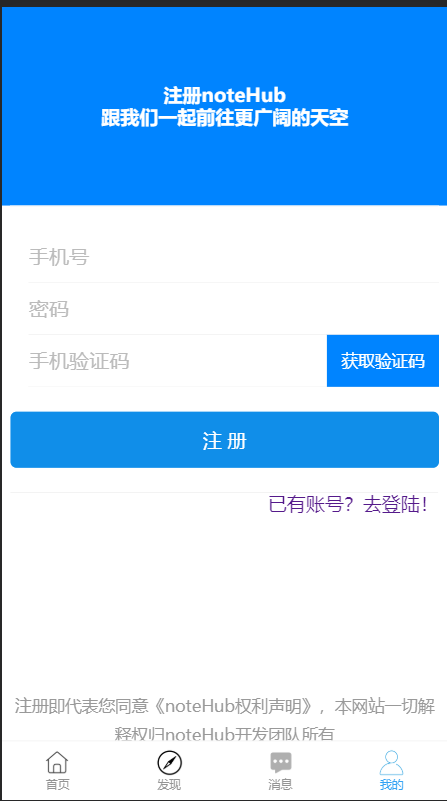 注册noteHub
跟我们一起前往更广阔的天空
手机号
密码
手机验证码
获取验证码
注 册
已有账号？去登陆！
注册即代表您同意《noteHub权利声明》，本网站一切解
释权归noteHub开发团队所有
首页
发现
消息
我的